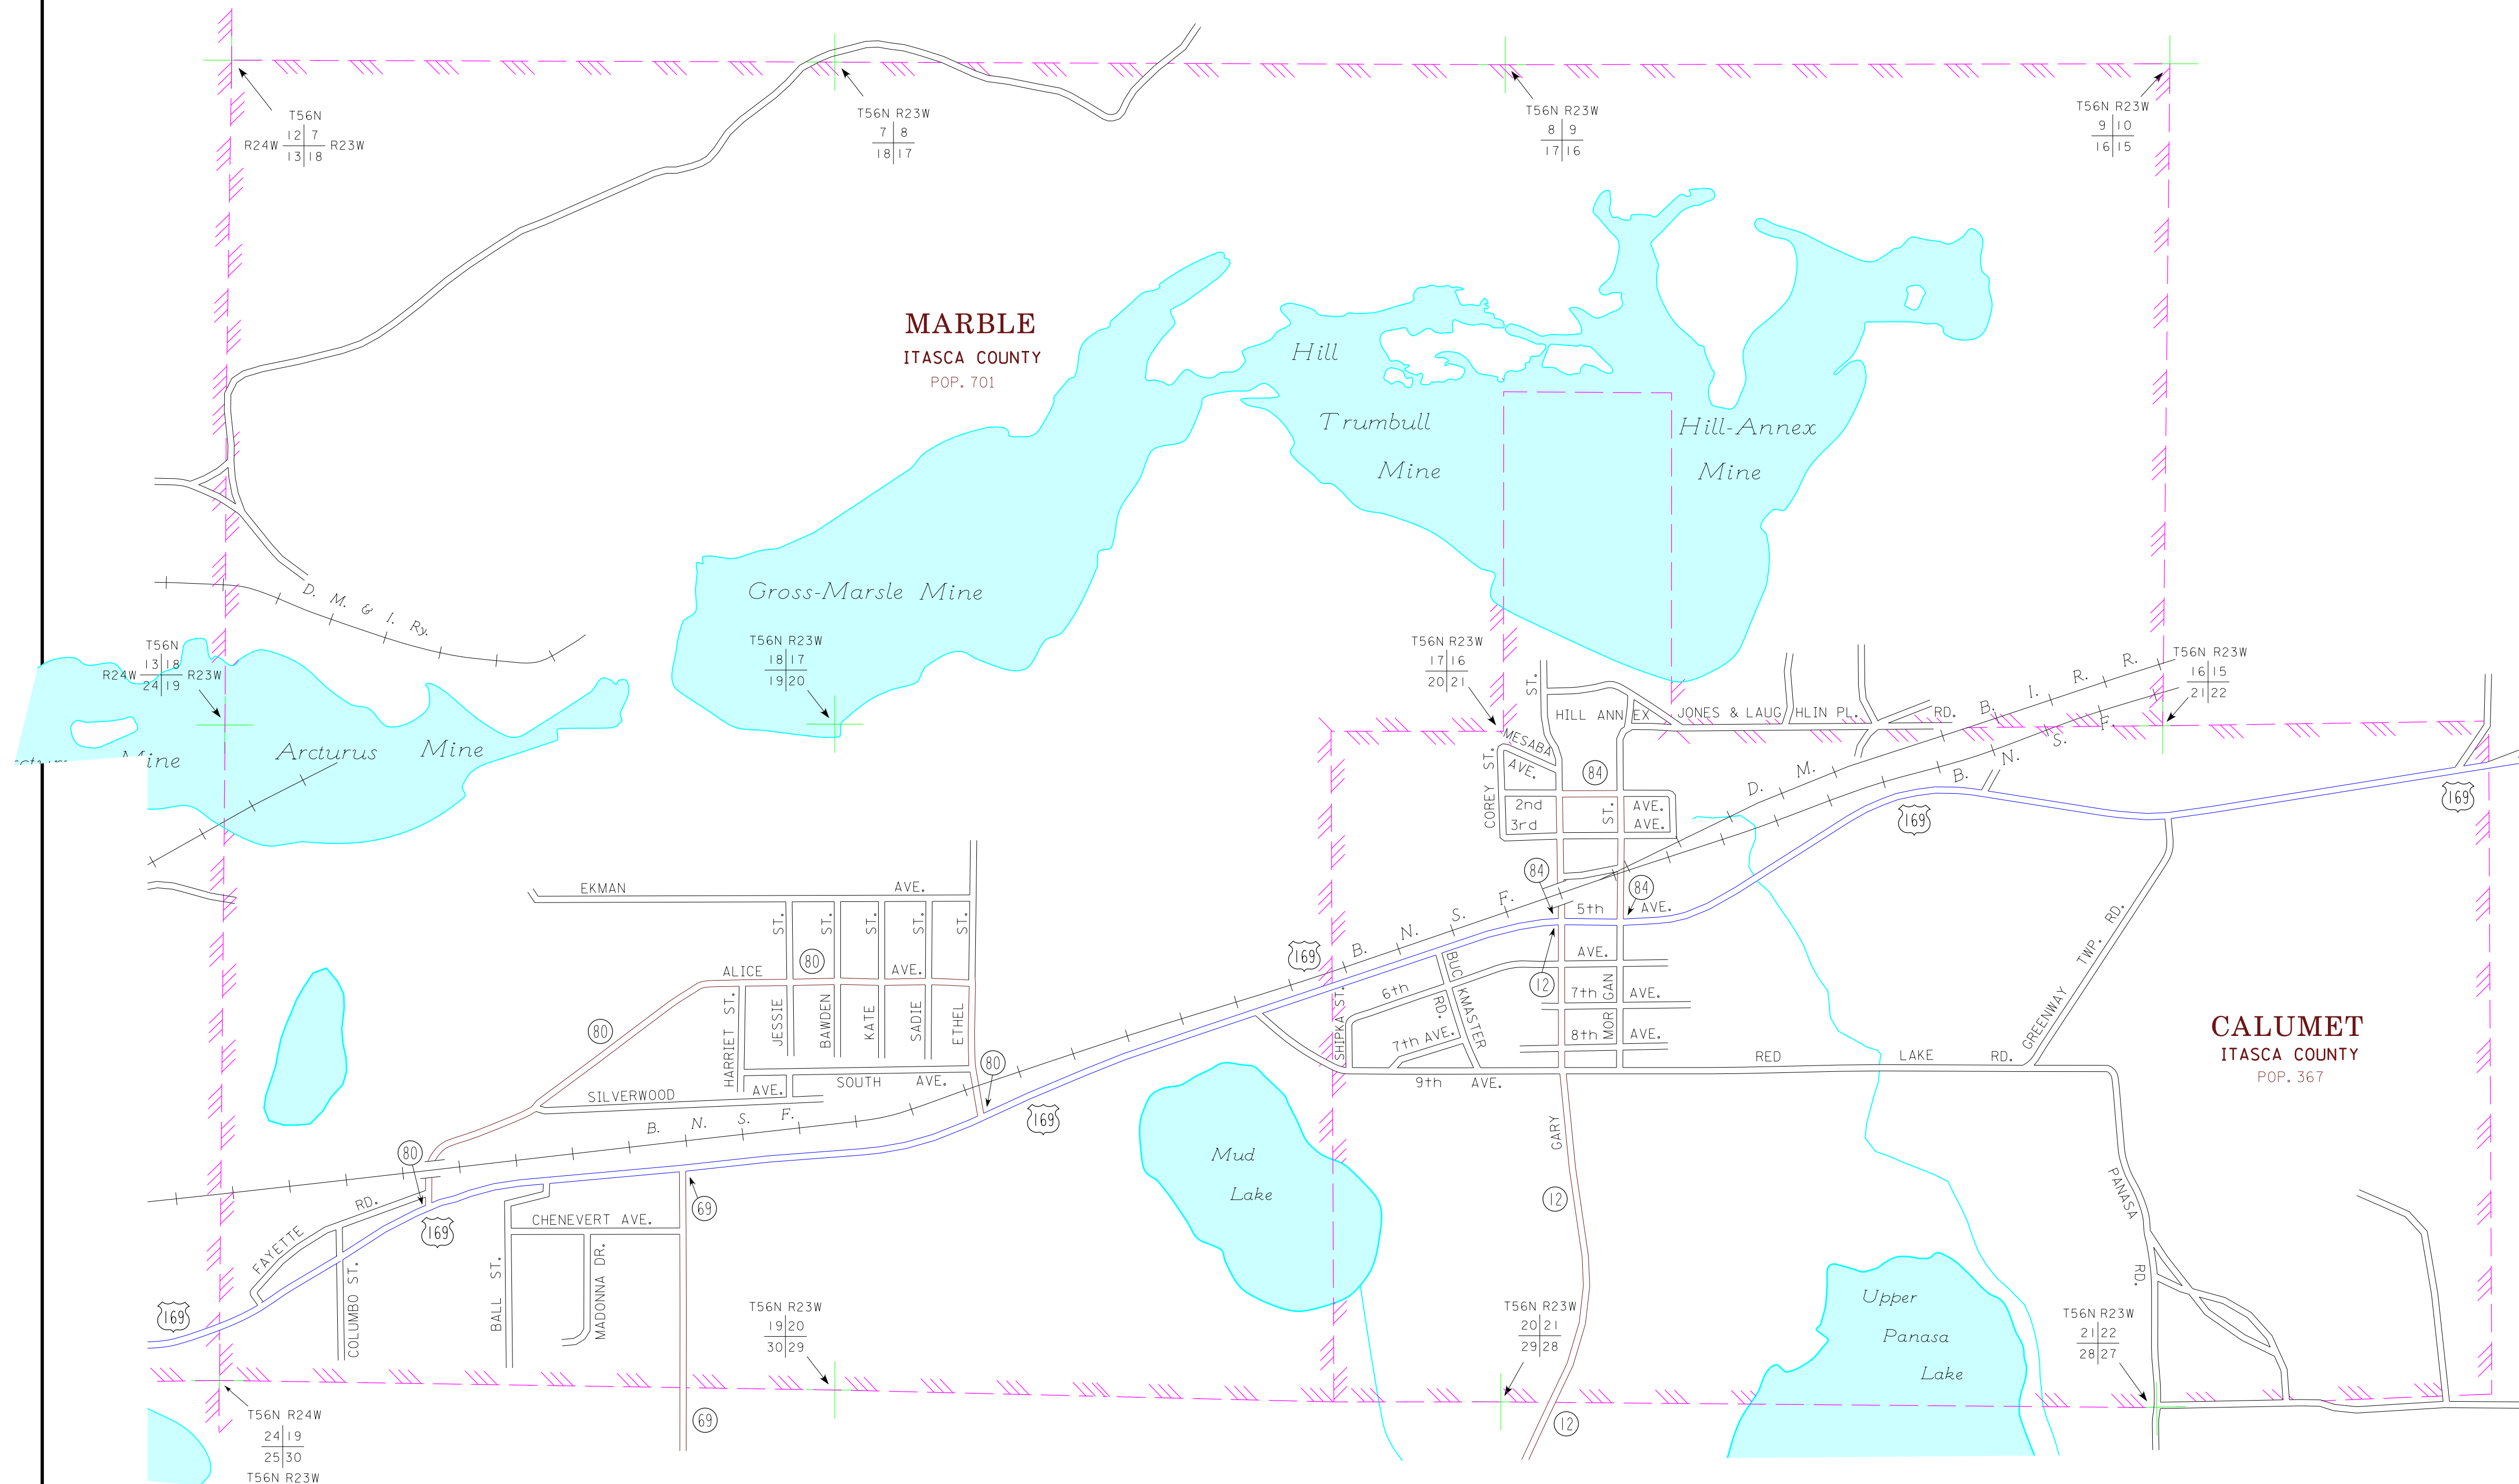 T56N
12 7
R24W R23W
13 18
T56N R23W
7 8
18 17
T56N R23W
8 9
17 16
T56N R23W
9 10
16 15
MARBLE
ITASCA COUNTY
POP. 701
Hill
Trumbull
Mine
Hill-Annex
Mine
Gross-Marsle Mine
D. M. & I. Ry.
T56N
13 18
R24W R23W
24 19
T56N R23W
18 17
19 20
T56N R23W
17 16
20 21
T56N R23W
16 15
21 22
Mine
Arcturus Mine
ST.
HILL ANNEX
JONES & LAUGHLIN PL.
RD.
D. M. B. I. R. R.
B. N. S. F.
MESABA
AVE.
COREY ST.
84
2nd AVE.
3rd AVE.
ST.
169
169
84
84
5th AVE.
EKMAN AVE.
ST.
ST.
ST.
ST.
ST.
ALICE AVE.
80
80
HARRIET ST.
JESSIE
BAWDEN
KATE
SADIE
ETHEL
SILVERWOOD AVE.
SOUTH AVE.
80
169
B. N. S. F.
169
B. N. S. F.
AVE.
12
6th
BUCKMASTER
RD.
7th AVE.
SHIPKA ST.
7th AVE.
MORGAN
8th AVE.
9th AVE.
RED LAKE RD.
GREENWAY TWP. RD.
CALUMET
ITASCA COUNTY
POP. 367
Mud
Lake
GARY
12
PANASA
RD.
80
FAYETTE RD.
169
169
COLUMBO ST.
BALL ST.
CHENEVERT AVE.
MADONNA DR.
69
69
T56N R23W
19 20
30 29
T56N R23W
20 21
29 28
Upper
Panasa
Lake
T56N R23W
21 22
28 27
12
T56N R24W
24 19
25 30
T56N R23W